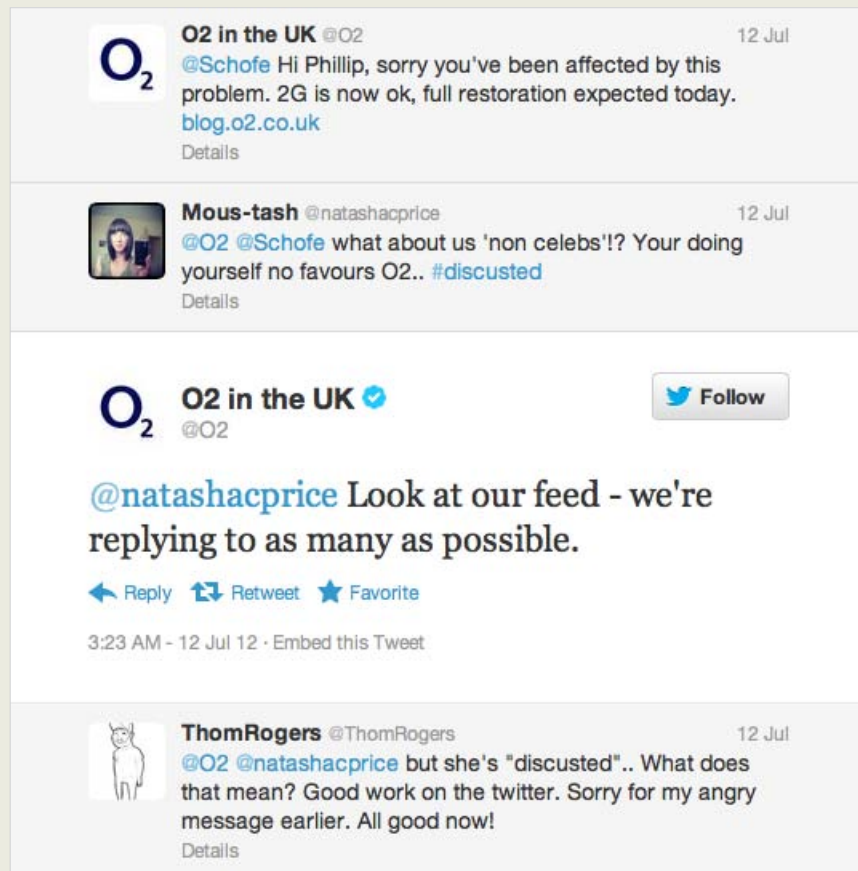 O2
O2 in the UK @O2 12 Jul
@Schofe Hi Phillip, sorry you've been affected by this
problem. 2G is now ok, full restoration expected today.
blog.o2.co.uk
Details
Mous-tash @natashacprice 12 Jul
@O2 @Schofe what about us 'non celebs'!? Your doing
yourself no favours O2.. #discusted
Details
O2
O2 in the UK
@O2
Follow
@natashacprice Look at our feed - we're
replying to as many as possible.
Reply Retweet Favorite
3:23 AM - 12 Jul 12 · Embed this Tweet
ThomRogers @ThomRogers 12 Jul
@O2 @natashacprice but she's "discusted".. What does
that mean? Good work on the twitter. Sorry for my angry
message earlier. All good now!
Details